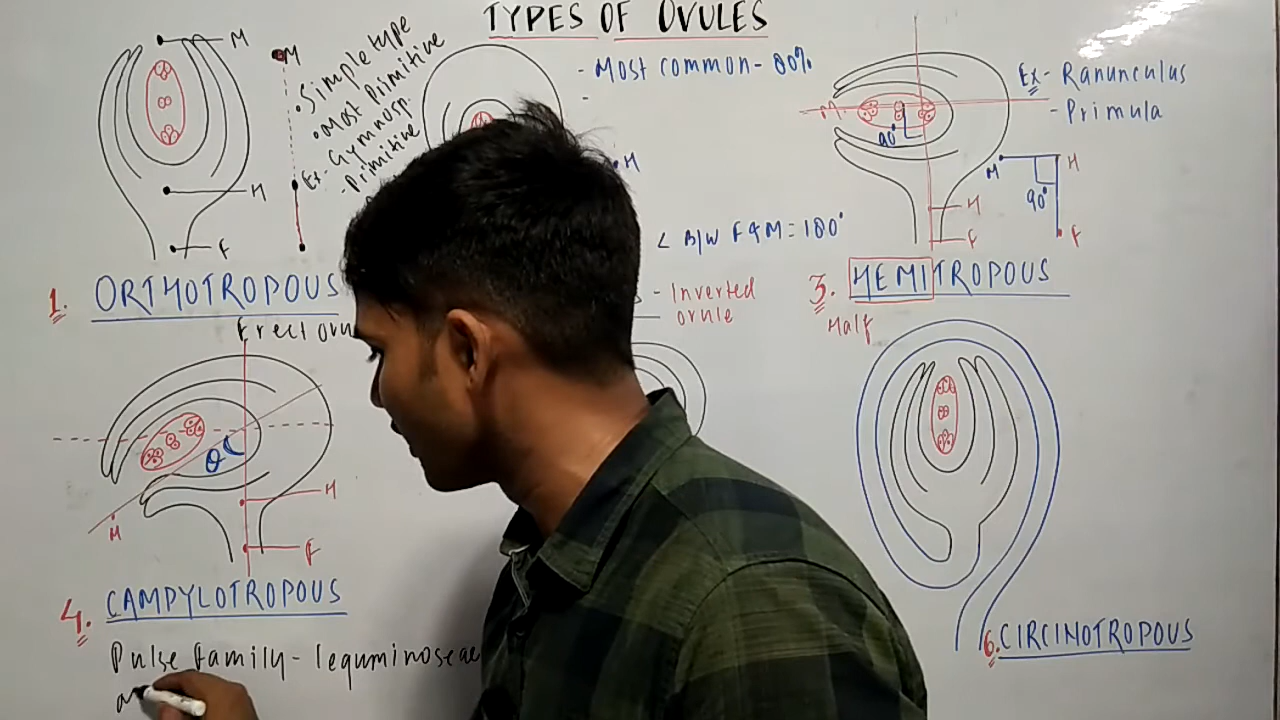 TYPES OF OVULES
M
H
F
M
• Simple type
• Most Primitive
Ex- Gymnosp.
- Primitive
1. ORTHOTROPOUS
Erect ovu
- Most common - 80%
-
H
< B/W F & M = 180°
- Inverted
ovule
M
90°
H
F
Ex - Ranunculus
- Primula
M
H
90°
F
3. HEMITROPOUS
Half
θ
M
H
F
4. CAMPYLOTROPOUS
Pulse family - leguminoseae
6. CIRCINOTROPOUS